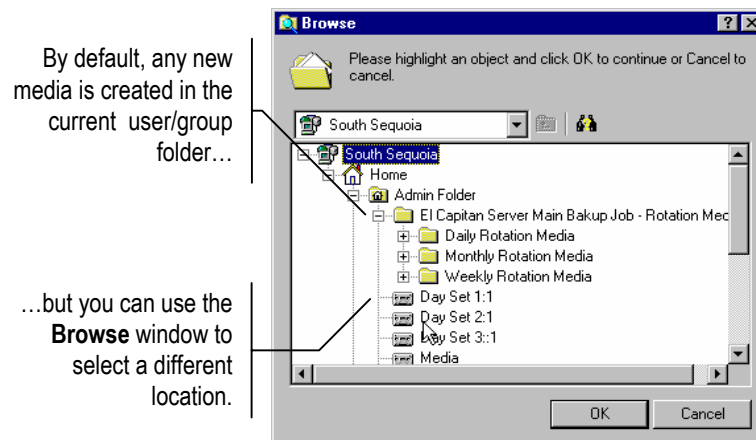 By default, any new
media is created in the
current user/group
folder…
…but you can use the
Browse window to
select a different
location.
Browse
Please highlight an object and click OK to continue or Cancel to
cancel.
South Sequoia
South Sequoia
Home
Admin Folder
El Capitan Server Main Bakup Job - Rotation Med
Daily Rotation Media
Monthly Rotation Media
Weekly Rotation Media
Day Set 1:1
Day Set 2:1
Day Set 3::1
Media
OK
Cancel